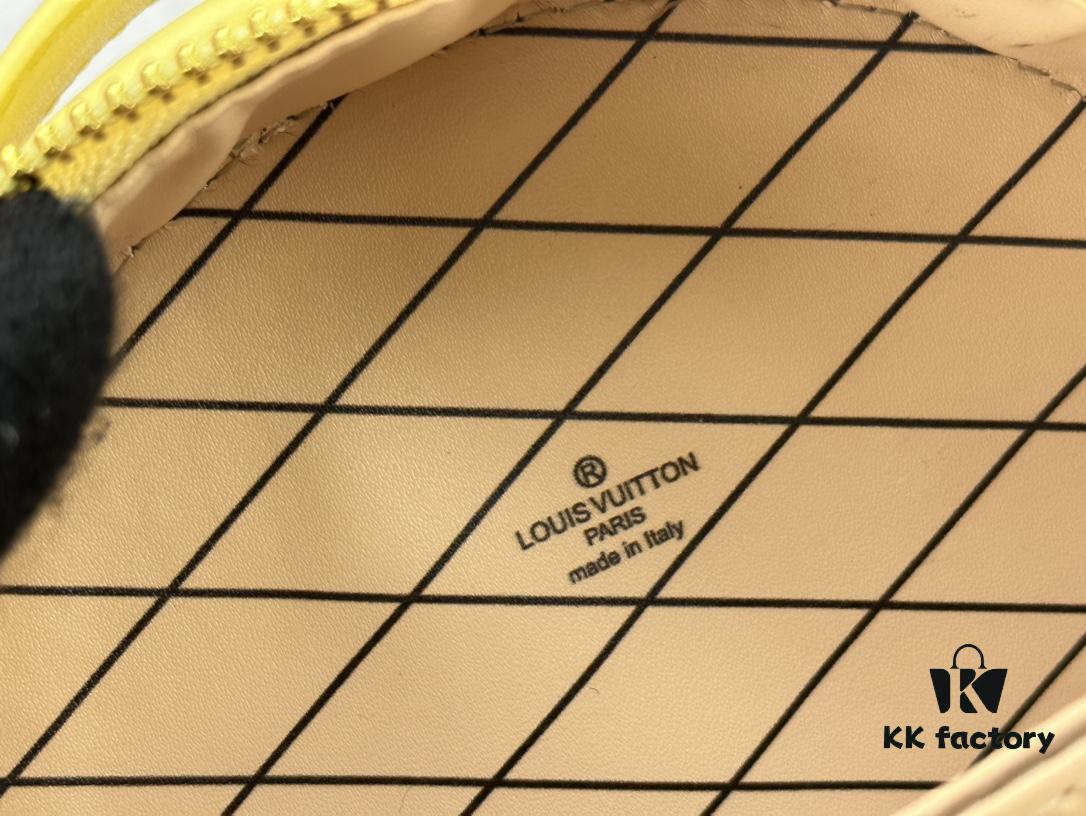 ®
LOUIS VUITTON
PARIS
made in Italy
KK factory